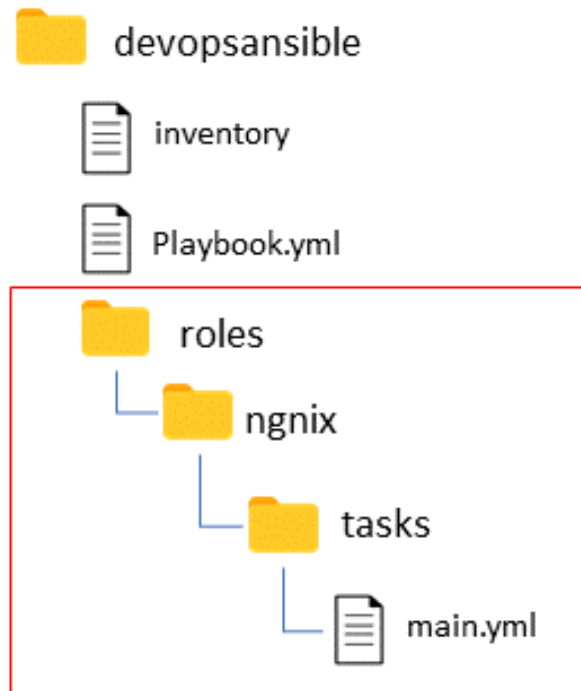 devopsansible
inventory
Playbook.yml
roles
ngnix
tasks
main.yml